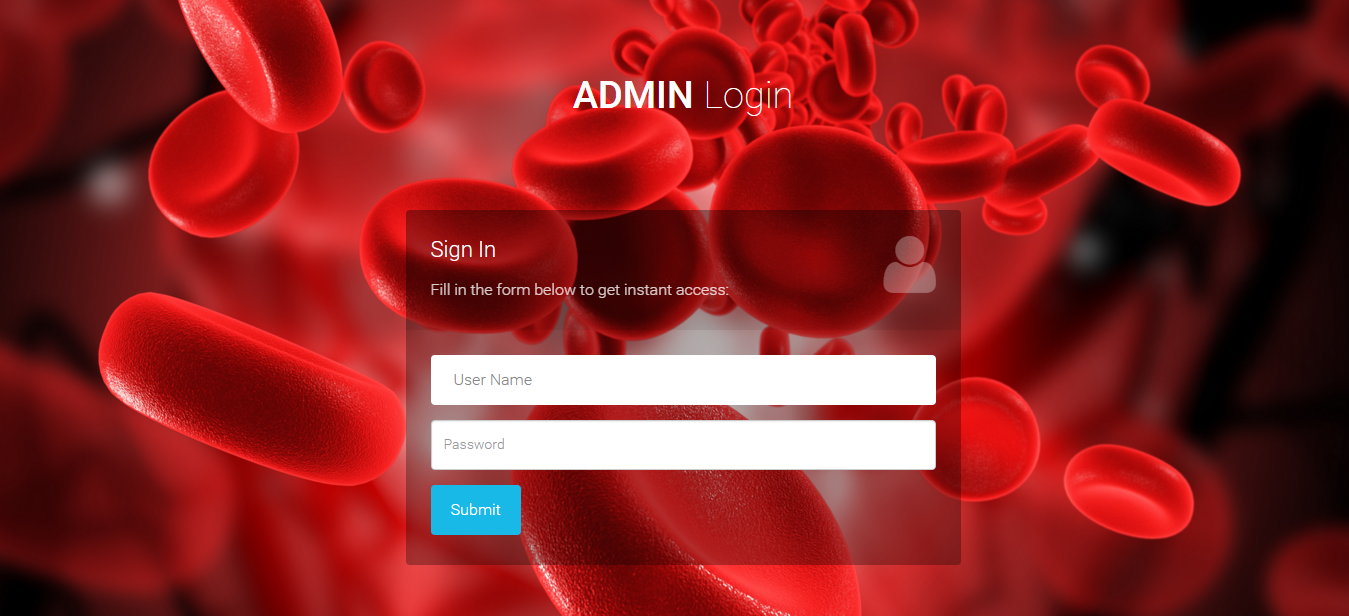 ADMIN Login
Sign In
Fill in the form below to get instant access:
User Name
Password
Submit